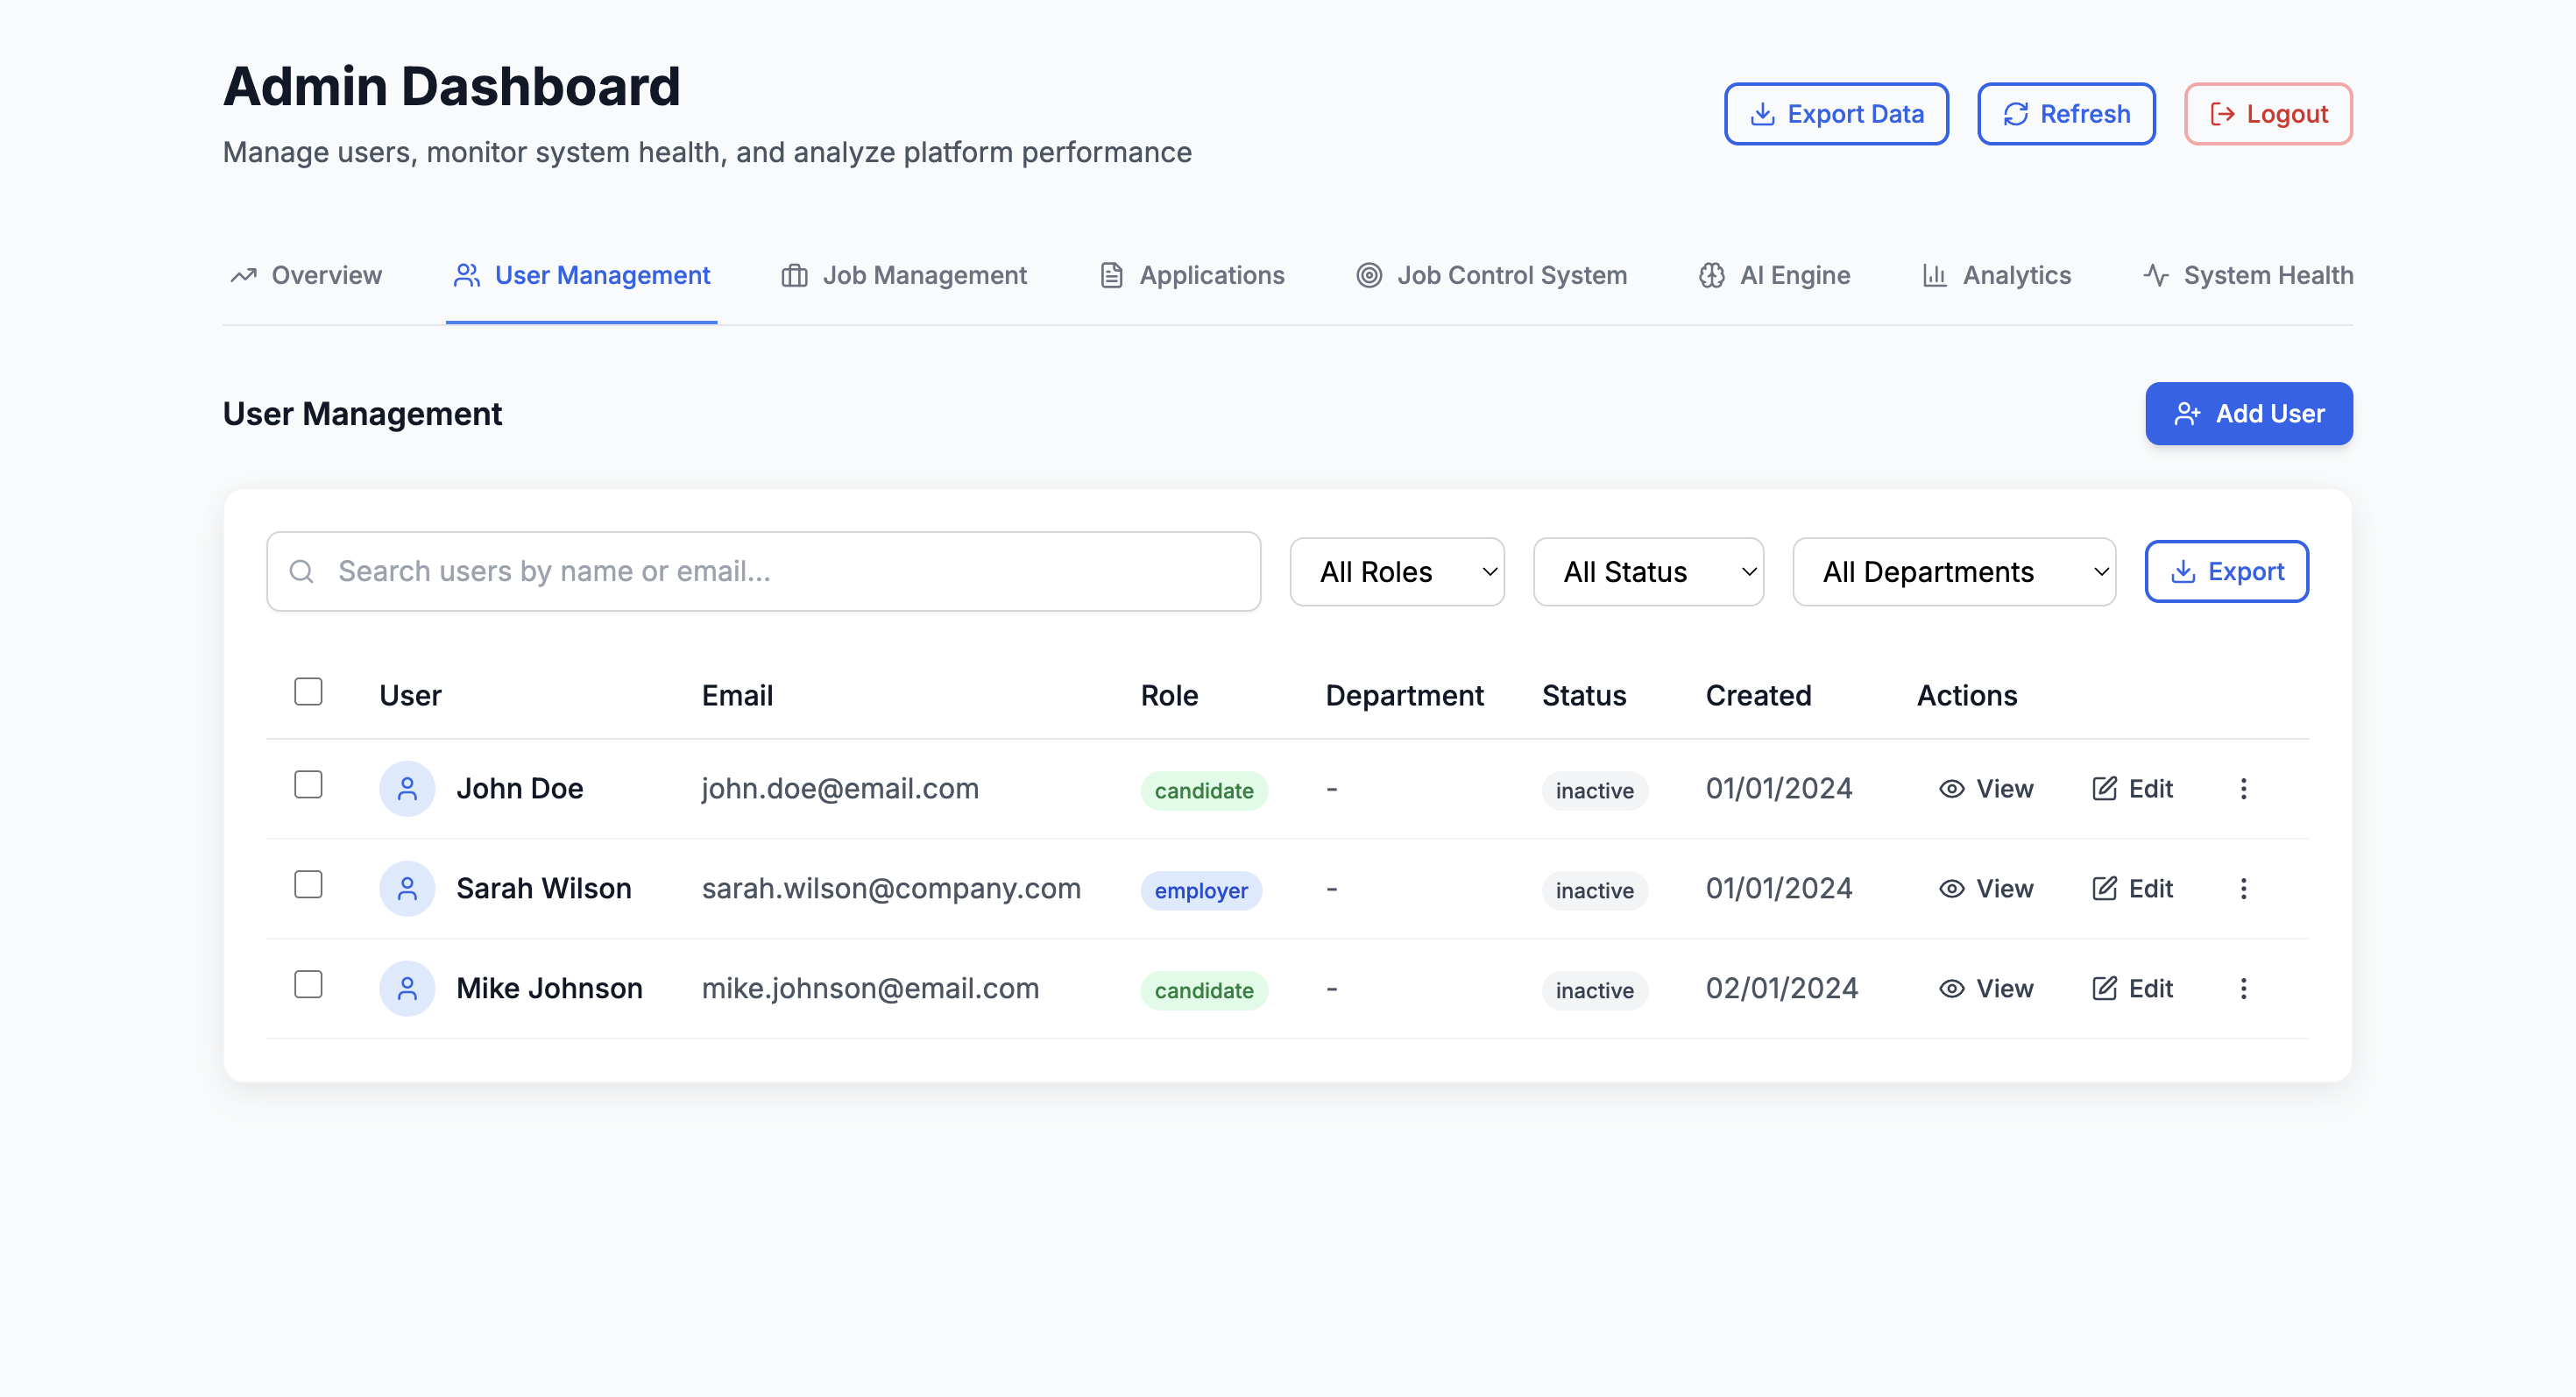 Admin Dashboard
Manage users, monitor system health, and analyze platform performance
Export Data
Refresh
Logout
Overview
User Management
Job Management
Applications
Job Control System
AI Engine
Analytics
System Health
User Management
Add User
Search users by name or email...
All Roles
All Status
All Departments
Export
User Email Role Department Status Created Actions
John Doe john.doe@email.com candidate - inactive 01/01/2024 View Edit
Sarah Wilson sarah.wilson@company.com employer - inactive 01/01/2024 View Edit
Mike Johnson mike.johnson@email.com candidate - inactive 02/01/2024 View Edit